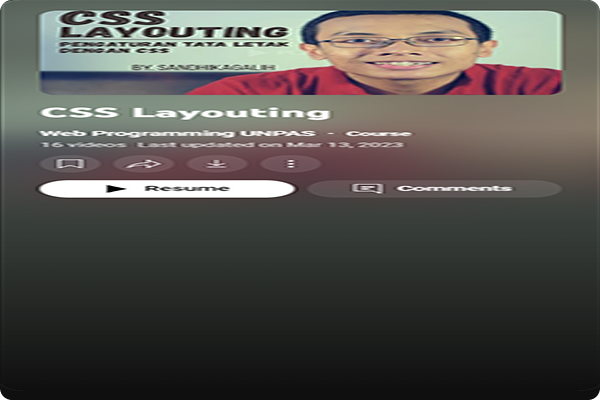 CSS
LAYOUTING
PENGATURAN TATA LETAK
DENGAN CSS
BY. SANDHIKAGALIH
CSS Layouting
Web Programming UNPAS · Course
16 videos Last updated on Mar 13, 2023
Resume
Comments